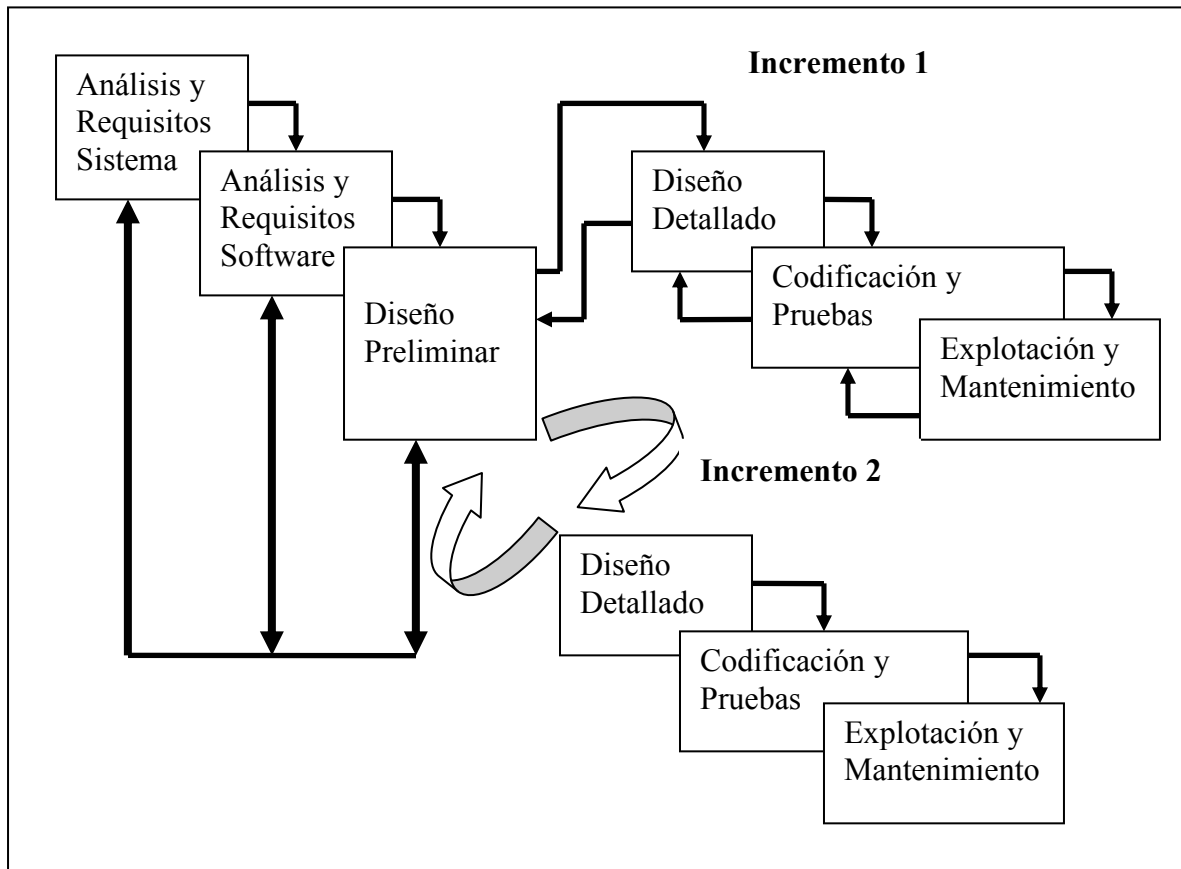 Incremento 1
Análisis y
Requisitos
Sistema
Análisis y
Requisitos
Software
Diseño
Preliminar
Diseño
Detallado
Codificación y
Pruebas
Explotación y
Mantenimiento
Incremento 2
Diseño
Detallado
Codificación y
Pruebas
Explotación y
Mantenimiento